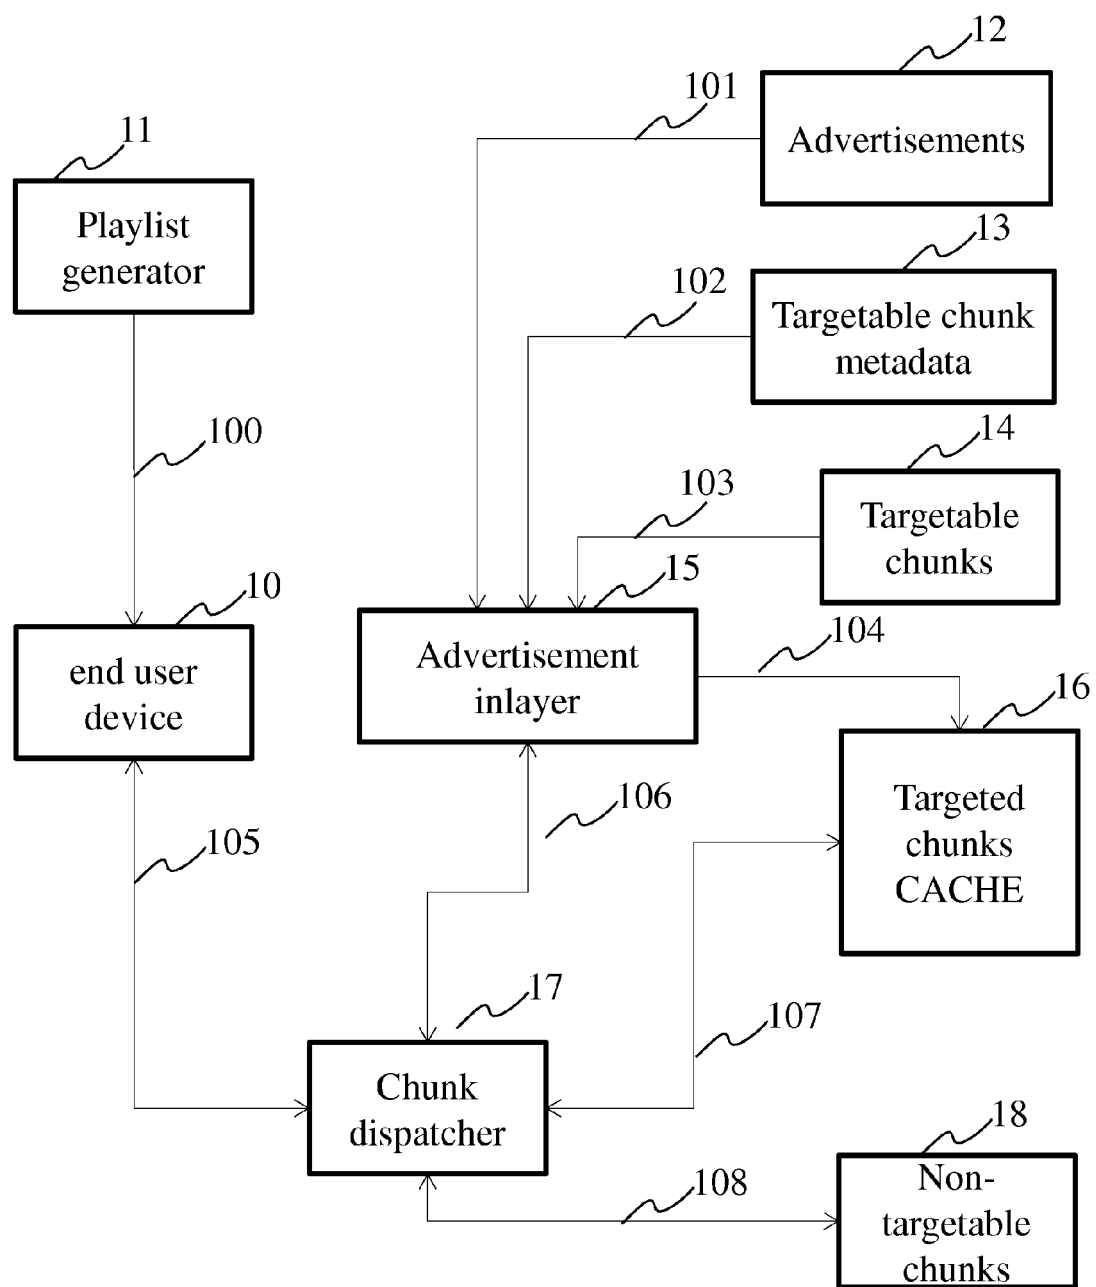 12
101
Advertisements
11
Playlist
generator
13
102
Targetable chunk
metadata
100
14
103
Targetable
chunks
10
15
end user
device
Advertisement
inlayer
104
16
Targeted
chunks
CACHE
106
105
17
107
Chunk
dispatcher
18
108
Non-
targetable
chunks